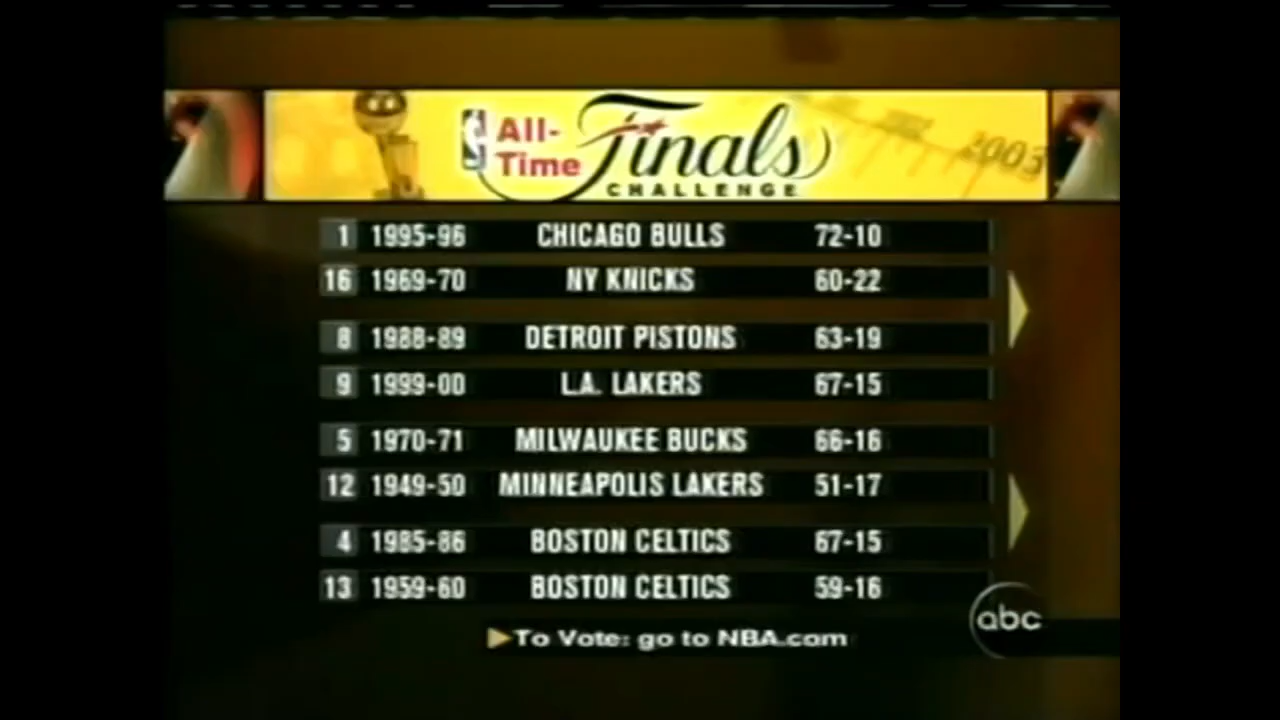 All-Time Finals
CHALLENGE
2002
2003
1 1995-96 CHICAGO BULLS 72-10
16 1969-70 NY KNICKS 60-22
8 1988-89 DETROIT PISTONS 63-19
9 1999-00 L.A. LAKERS 67-15
5 1970-71 MILWAUKEE BUCKS 66-16
12 1949-50 MINNEAPOLIS LAKERS 51-17
4 1985-86 BOSTON CELTICS 67-15
13 1959-60 BOSTON CELTICS 59-16
abc
To Vote: go to NBA.com